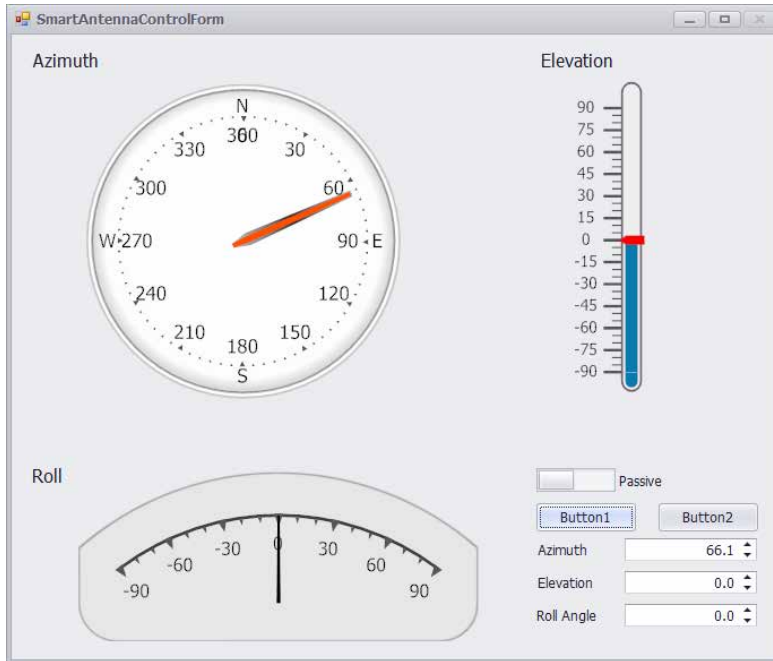 SmartAntennaControlForm
Azimuth
Elevation
N
360
0
330
30
300
60
W 270
90 E
240
120
210
150
180
S
90
75
60
45
30
15
0
-15
-30
-45
-60
-75
-90
Roll
-90
-60
-30
0
30
60
90
Passive
Button1 Button2
Azimuth 66.1
Elevation 0.0
Roll Angle 0.0